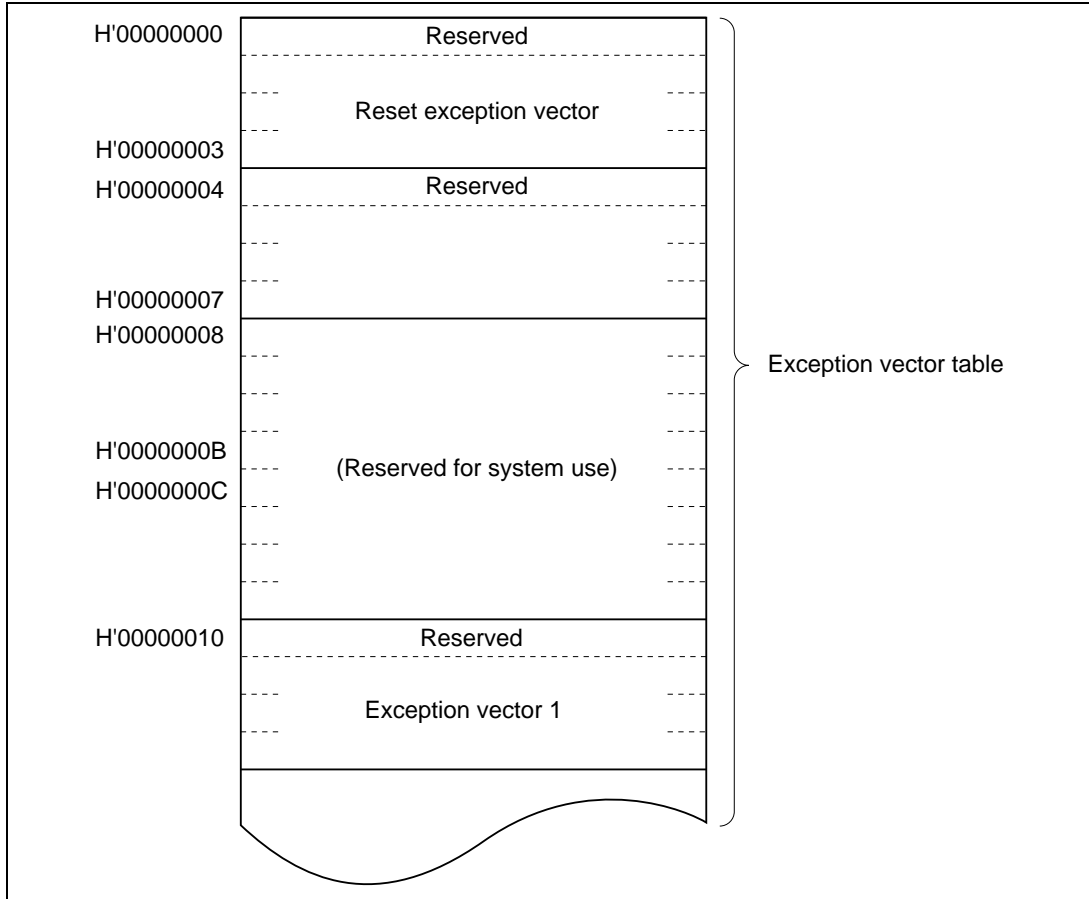 H'00000000
Reserved
Reset exception vector
H'00000003
H'00000004
Reserved
H'00000007
H'00000008
Exception vector table
H'0000000B
(Reserved for system use)
H'0000000C
H'00000010
Reserved
Exception vector 1